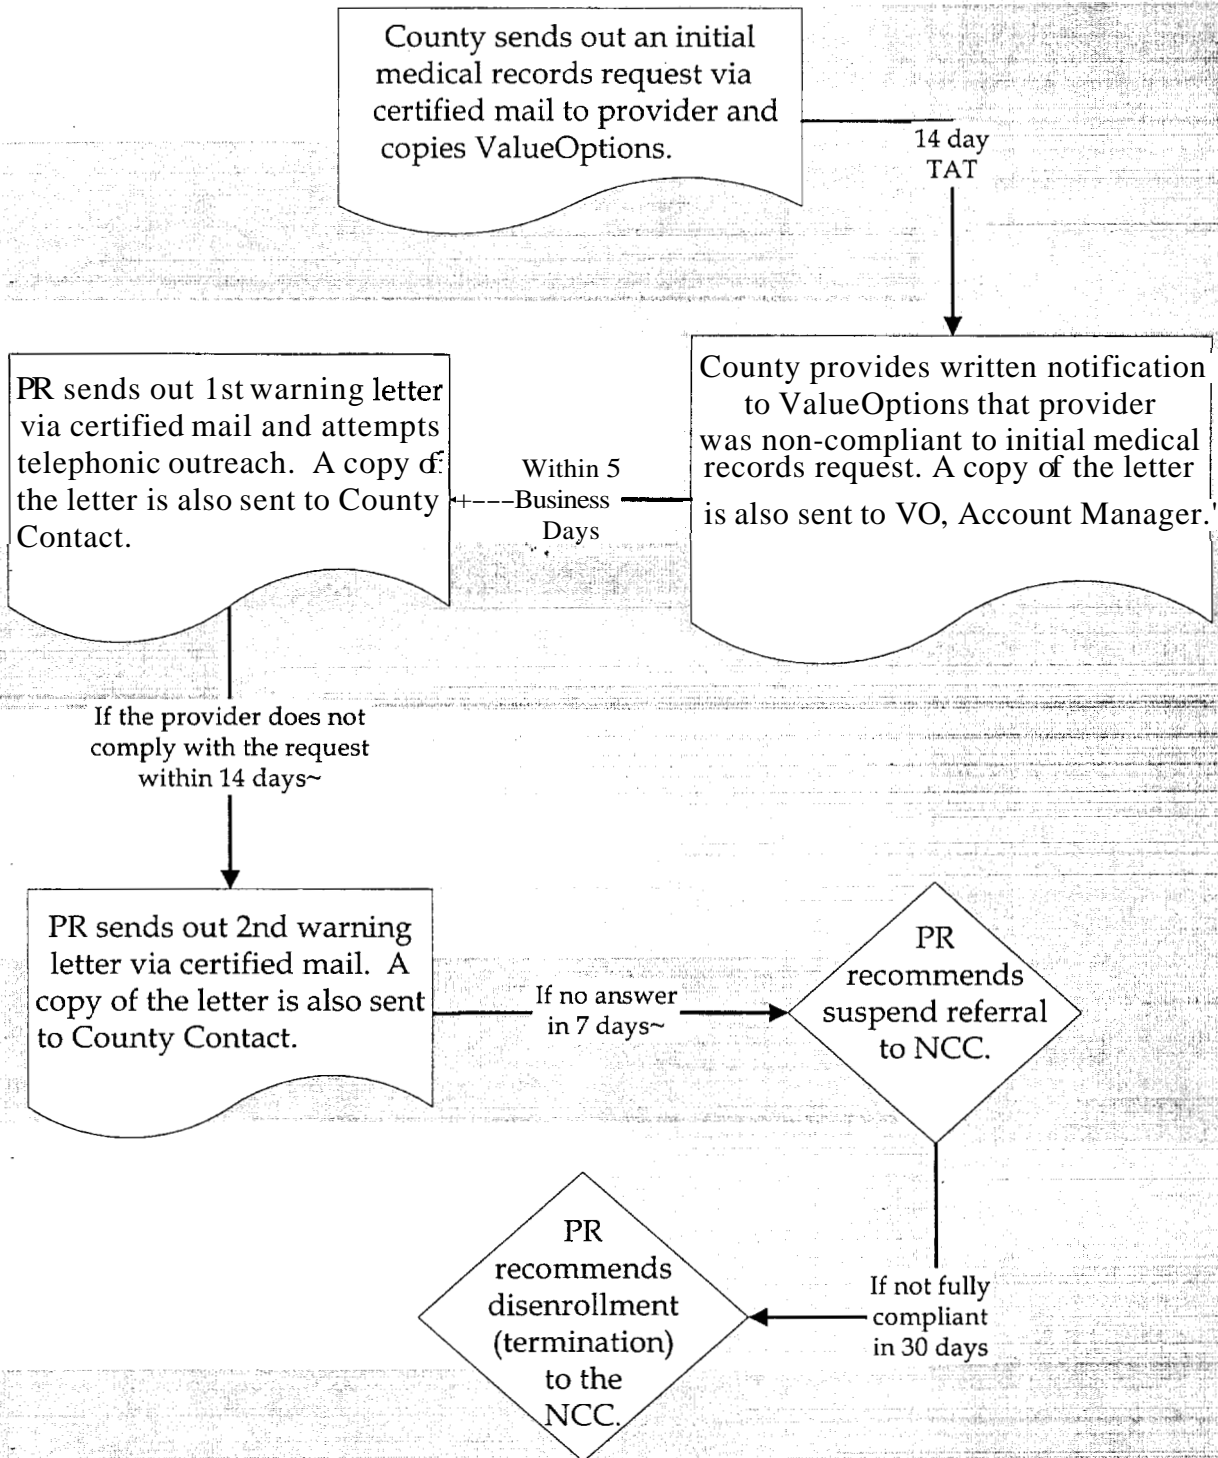 County sends out an initial
medical records request via
certified mail to provider and
copies ValueOptions.
14 day
TAT
County provides written notification
to ValueOptions that provider
was non-compliant to initial medical
records request. A copy of the letter
is also sent to VO, Account Manager.'
Within 5
+---Business
Days
PR sends out 1st warning letter
via certified mail and attempts
telephonic outreach. A copy of:
the letter is also sent to County
Contact.
If the provider does not
comply with the request
within 14 days~
PR sends out 2nd warning
letter via certified mail. A
copy of the letter is also sent
to County Contact.
If no answer
in 7 days~
PR
recommends
suspend referral
to NCC.
If not fully
compliant
in 30 days
PR
recommends
disenrollment
(termination)
to the
NCC.